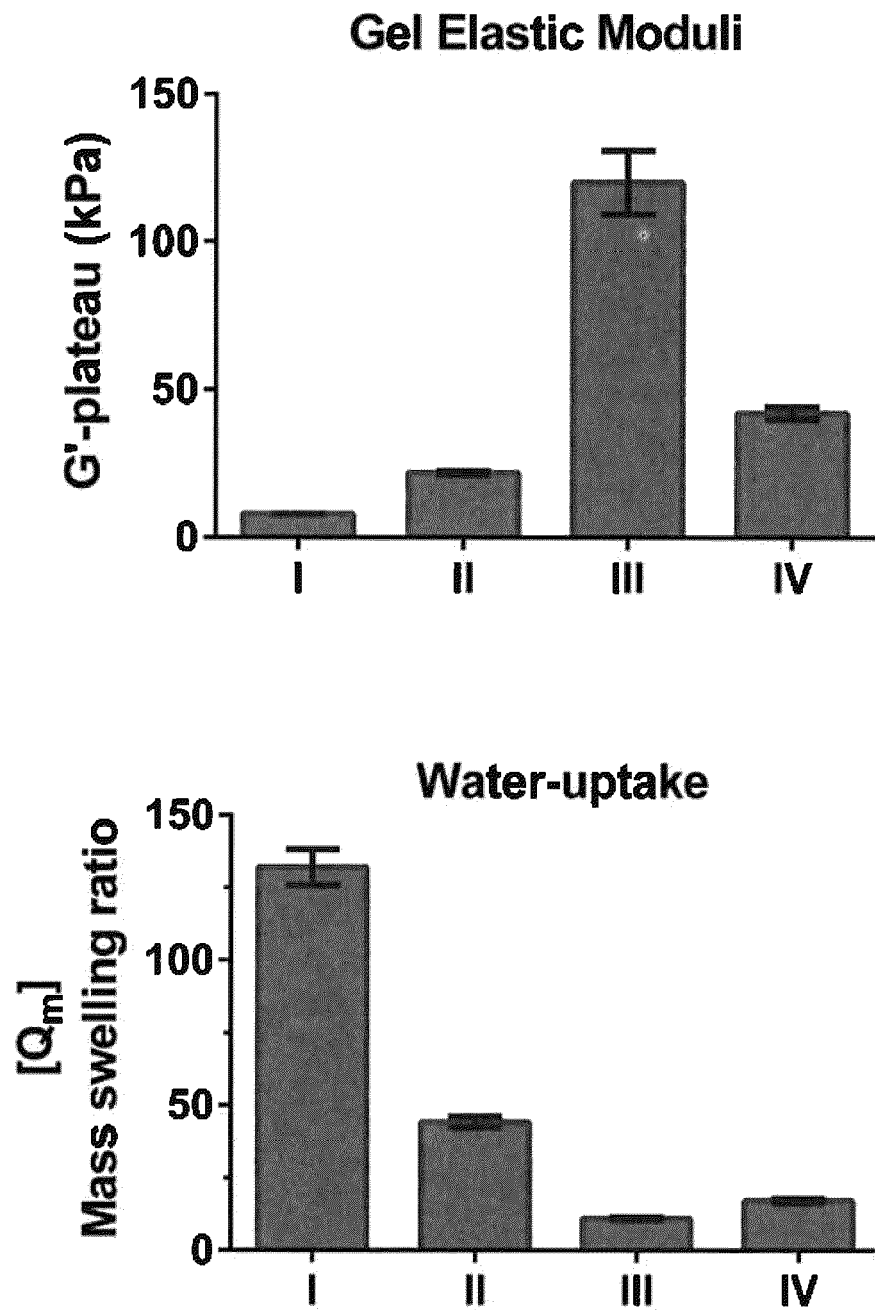 Gel Elastic Moduli
G'-plateau (kPa)
150
100
50
0
I
II
III
IV
Water-uptake
[Qm]
Mass swelling ratio
150
100
50
0
I
II
III
IV